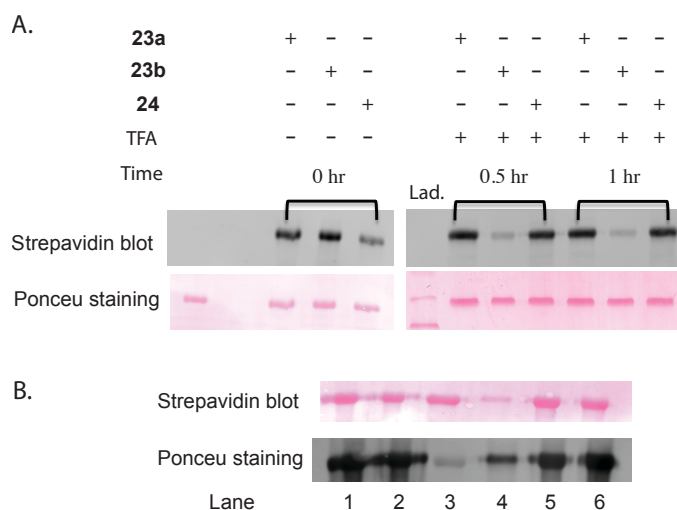 A.
23a + – – + – – + – –
23b – + – – + – – + –
24 – – + – – + – – +
TFA – – – + + + + + +
Time 0 hr Lad. 0.5 hr 1 hr
Strepavidin blot
Ponceu staining
B.
Strepavidin blot
Ponceu staining
Lane 1 2 3 4 5 6